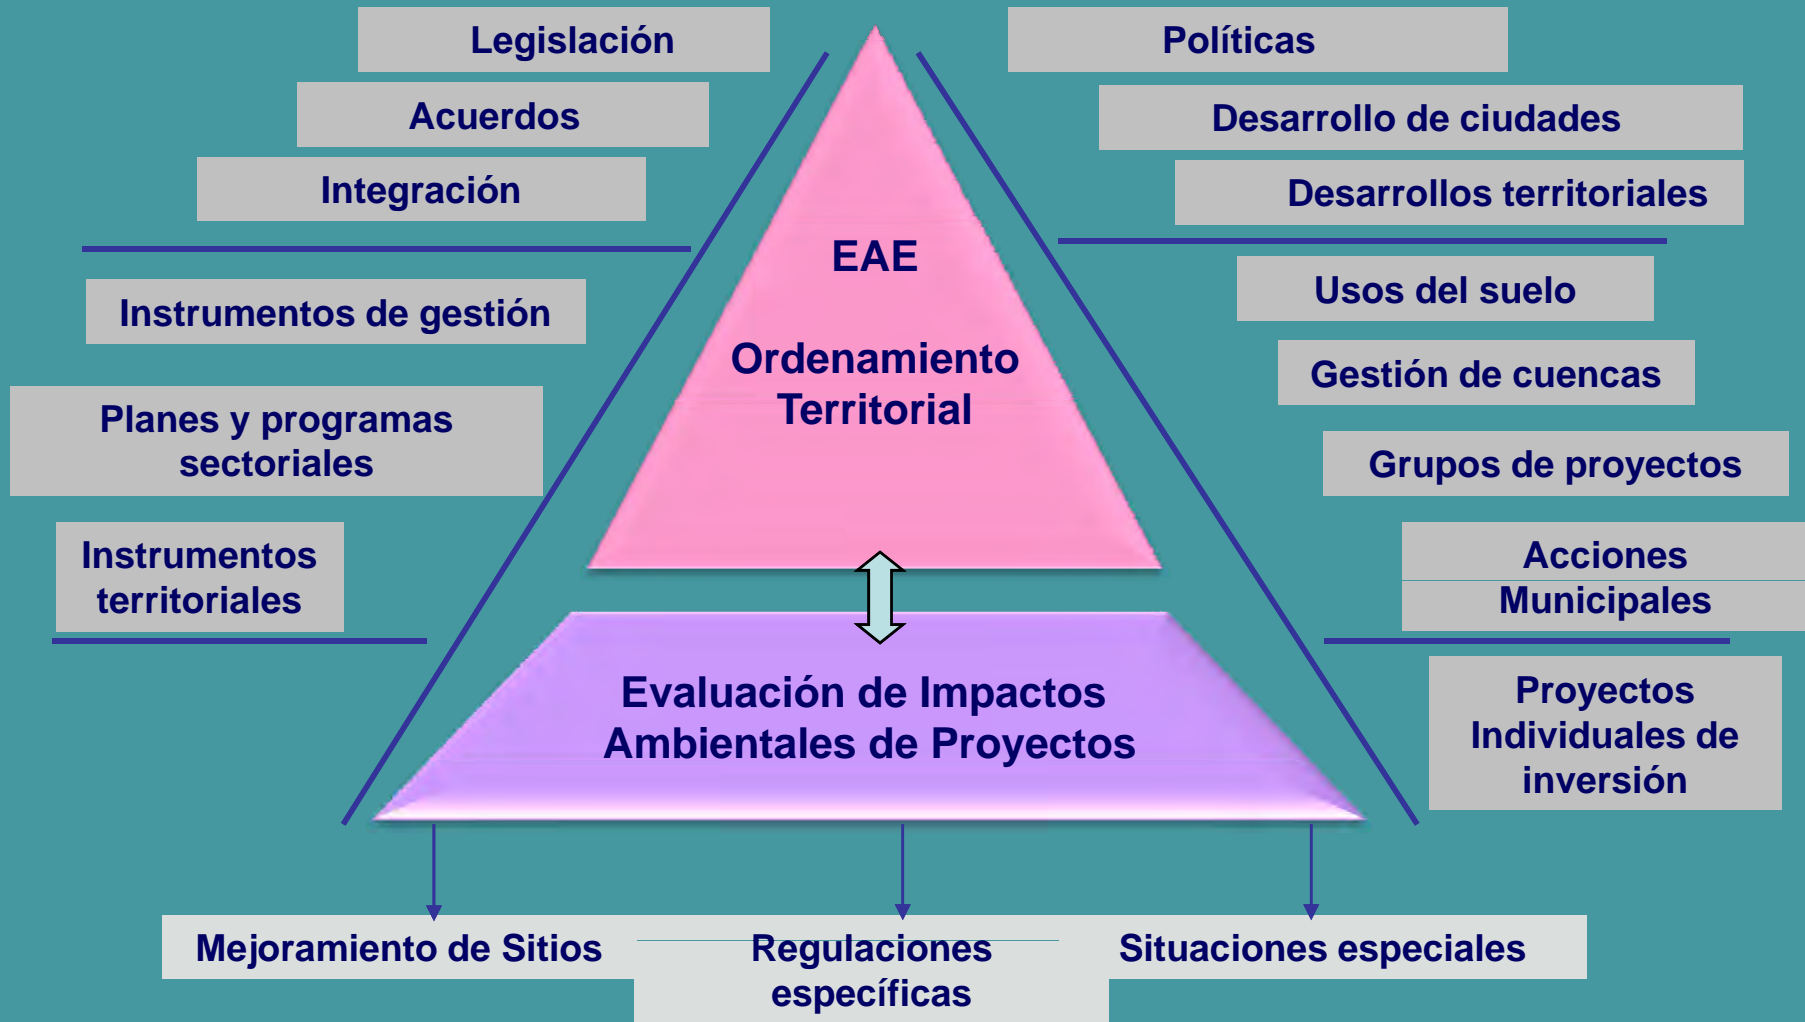 Legislación
Acuerdos
Integración
Instrumentos de gestión
Planes y programas
sectoriales
Instrumentos
territoriales
EAE
Ordenamiento
Territorial
Evaluación de Impactos
Ambientales de Proyectos
Políticas
Desarrollo de ciudades
Desarrollos territoriales
Usos del suelo
Gestión de cuencas
Grupos de proyectos
Acciones
Municipales
Proyectos
Individuales de
inversión
Mejoramiento de Sitios
Regulaciones
específicas
Situaciones especiales